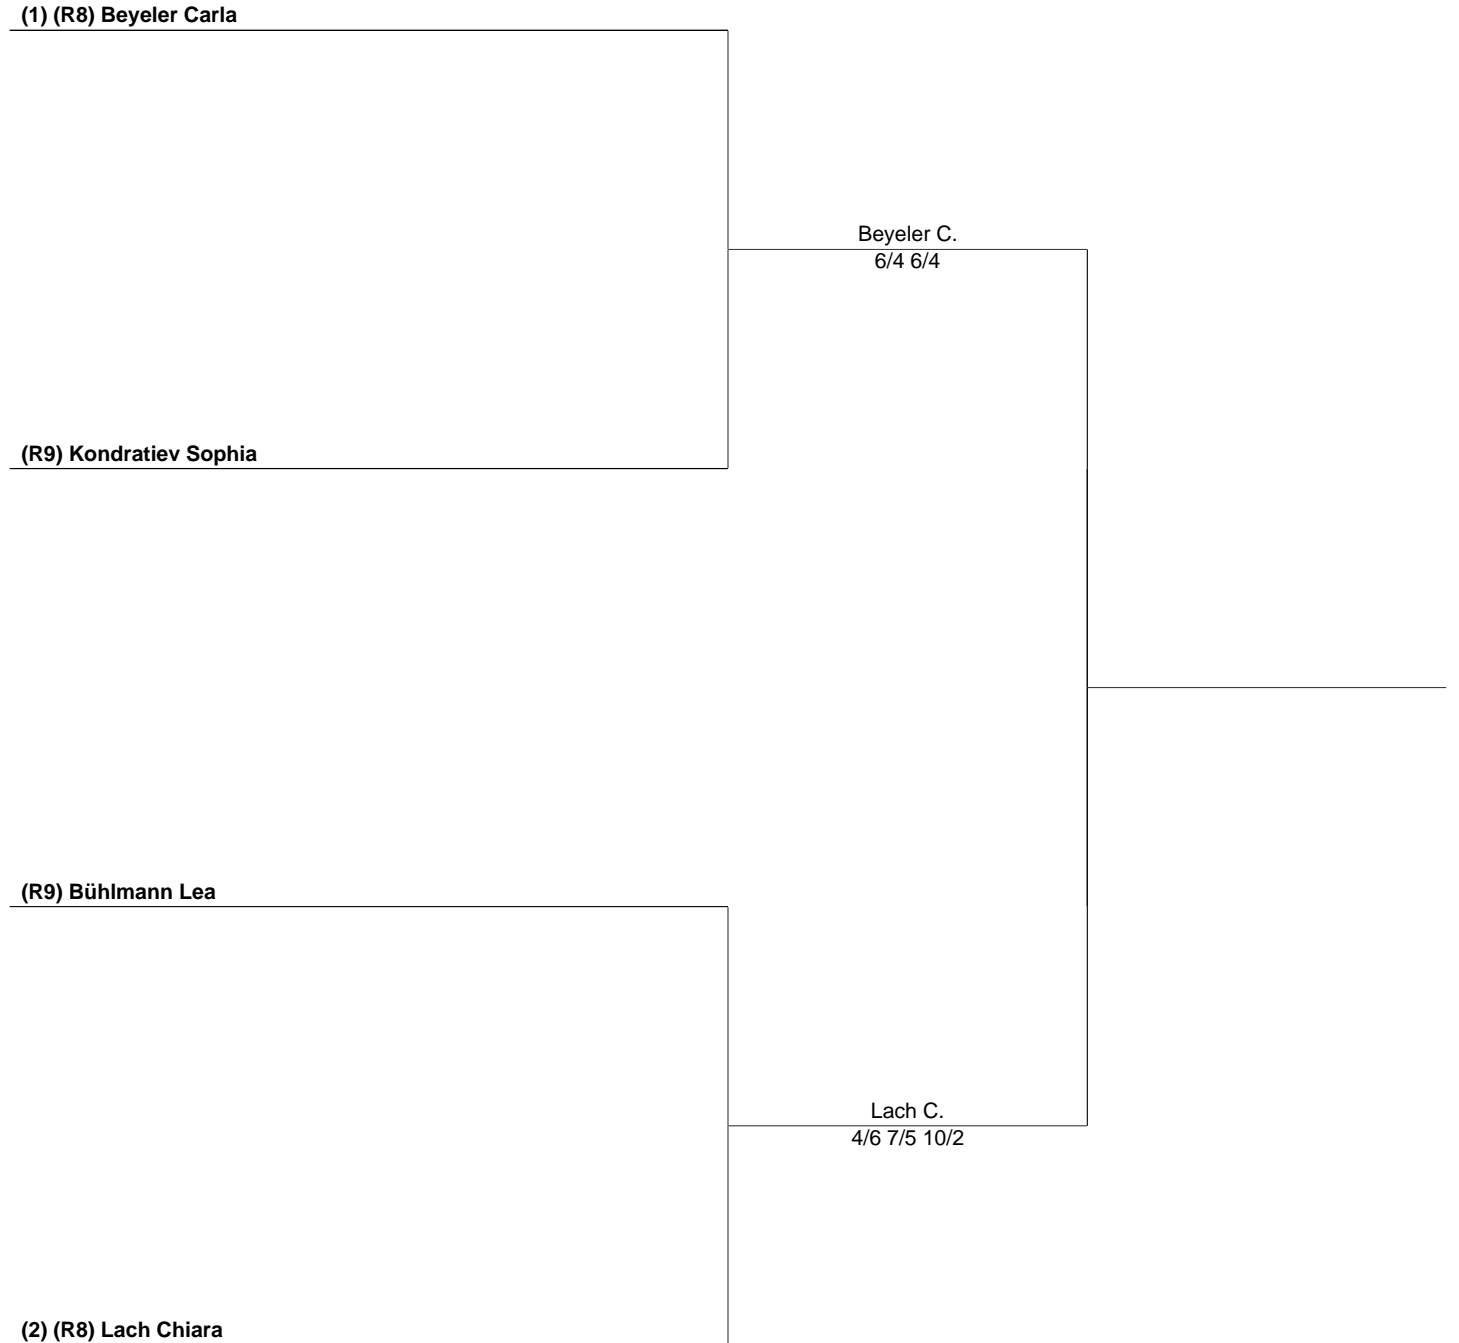 (1) (R8) Beyeler Carla
Beyeler C.
6/4 6/4
(R9) Kondratiev Sophia
(R9) Bühlmann Lea
Lach C.
4/6 7/5 10/2
(2) (R8) Lach Chiara